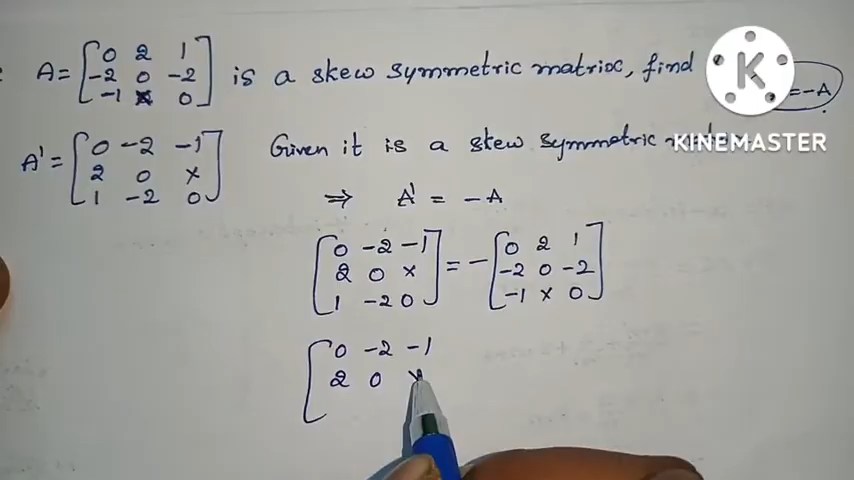 A = [ 0 2 1 ; -2 0 -2 ; -1 x 0 ] is a skew symmetric matrix, find = -A
A' = [ 0 -2 -1 ; 2 0 x ; 1 -2 0 ] Given it is a skew symmetric
KINEMASTER
⇒ A' = -A
[ 0 -2 -1 ; 2 0 x ; 1 -2 0 ] = - [ 0 2 1 ; -2 0 -2 ; -1 x 0 ]
[ 0 -2 -1
2 0 x